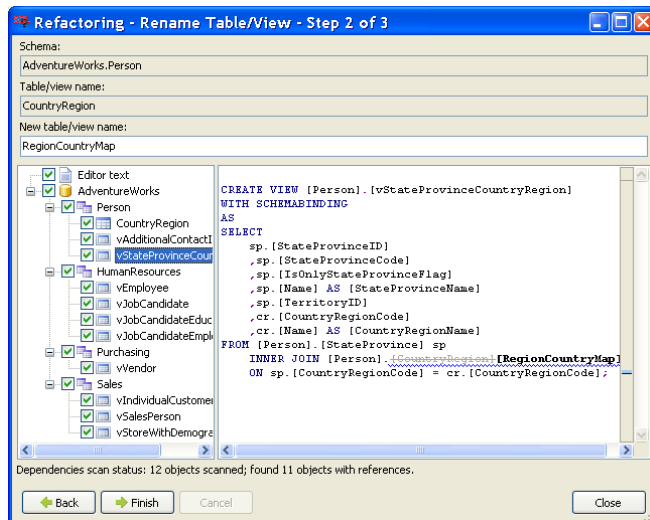 Refactoring - Rename Table/View - Step 2 of 3
Schema:
AdventureWorks.Person
Table/view name:
CountryRegion
New table/view name:
RegionCountryMap
Editor text
AdventureWorks
Person
CountryRegion
vAdditionalContactI
vStateProvinceCour
HumanResources
vEmployee
vJobCandidate
vJobCandidateEduc
vJobCandidateEmpl
Purchasing
vVendor
Sales
vIndividualCustomer
vSalesPerson
vStoreWithDemogra
CREATE VIEW [Person].[vStateProvinceCountryRegion]
WITH SCHEMABINDING
AS
SELECT
sp.[StateProvinceID]
,sp.[StateProvinceCode]
,sp.[IsOnlyStateProvinceFlag]
,sp.[Name] AS [StateProvinceName]
,sp.[TerritoryID]
,cr.[CountryRegionCode]
,cr.[Name] AS [CountryRegionName]
FROM [Person].[StateProvince] sp
INNER JOIN [Person].[CountryRegion][RegionCountryMap]
ON sp.[CountryRegionCode] = cr.[CountryRegionCode];
Dependencies scan status: 12 objects scanned; found 11 objects with references.
Back
Finish
Cancel
Close